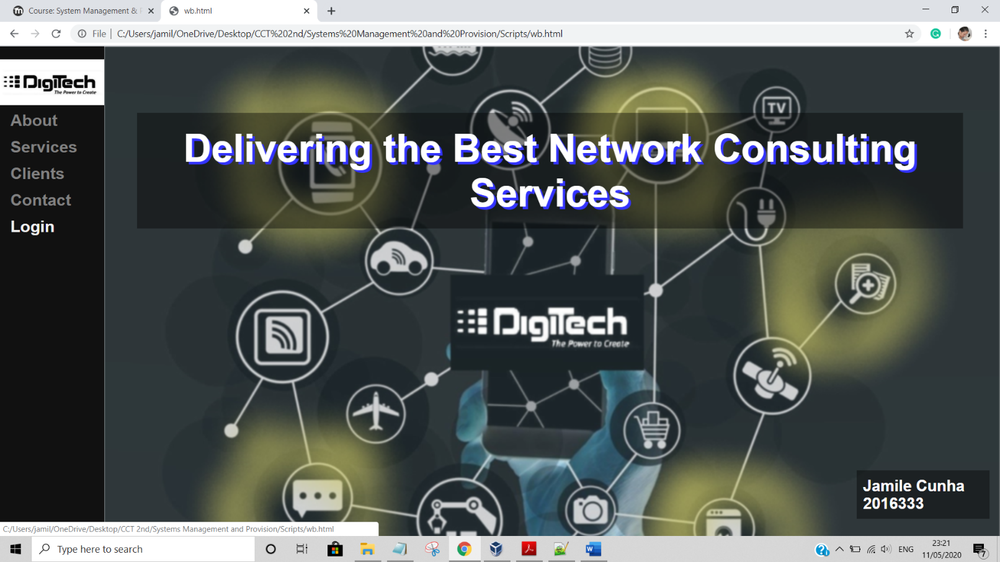 Course: System Management &
wb.html
File
C:/Users/jamil/OneDrive/Desktop/CCT%202nd/Systems%20Management%20and%20Provision/Scripts/wb.html
DigiTech
The Power to Create
About
Services
Clients
Contact
Login
Delivering the Best Network Consulting
Services
TV
DigiTech
The Power to Create
Jamile Cunha
2016333
C:/Users/jamil/OneDrive/Desktop/CCT 2nd/Systems Management and Provision/Scripts/wb.html
Type here to search
ENG
23:21
11/05/2020
7